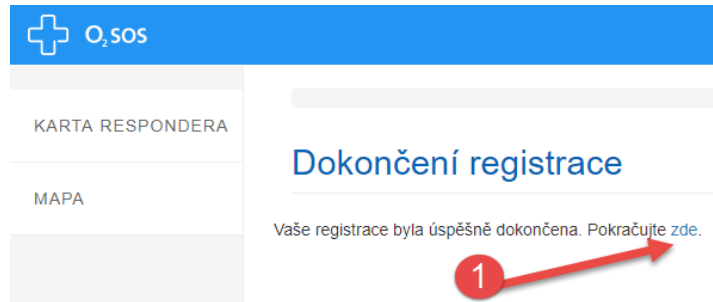 O₂ SOS
KARTA RESPONDERA
MAPA
Dokončení registrace
Vaše registrace byla úspěšně dokončena. Pokračujte zde.
1